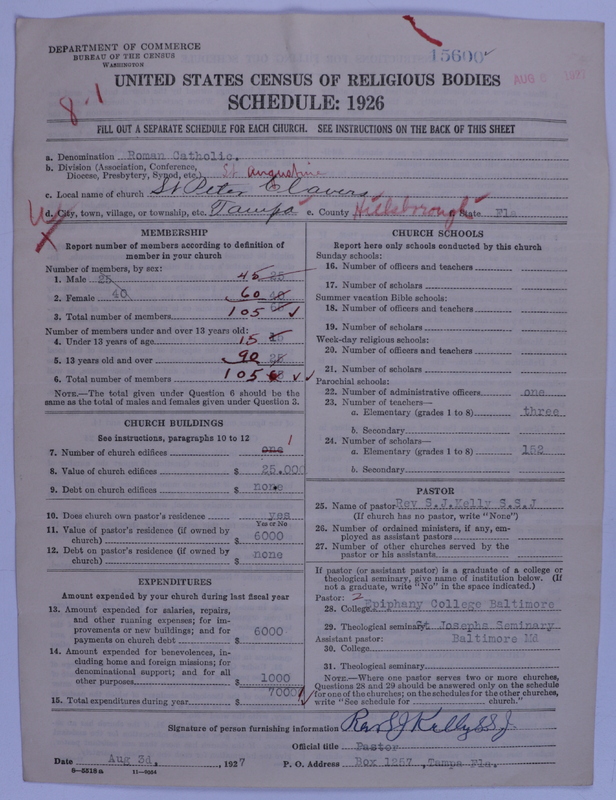 DEPARTMENT OF COMMERCE
BUREAU OF THE CENSUS
WASHINGTON
15600
AUG 1927
UNITED STATES CENSUS OF RELIGIOUS BODIES
SCHEDULE: 1926
8-1
FILL OUT A SEPARATE SCHEDULE FOR EACH CHURCH. SEE INSTRUCTIONS ON THE BACK OF THIS SHEET
a. Denomination Roman Catholic.
b. Division (Association, Conference, Diocese, Presbytery, Synod, etc.) St Augustine
c. Local name of church St Peter Clavers
d. City, town, village, or township, etc. Tampa e. County Hillsborough State Fla
MEMBERSHIP
Report number of members according to definition of member in your church
Number of members, by sex:
1. Male 25 45 25
2. Female 40 60 40
3. Total number of members 105
Number of members under and over 13 years old:
4. Under 13 years of age 15
5. 13 years old and over 90
6. Total number of members 105
NOTE.—The total given under Question 6 should be the same as the total of males and females given under Question 3.
CHURCH BUILDINGS
See instructions, paragraphs 10 to 12
7. Number of church edifices one 1
8. Value of church edifices $ 25.000
9. Debt on church edifices $ none
10. Does church own pastor's residence yes
Yes or No
11. Value of pastor's residence (if owned by church) $ 6000
12. Debt on pastor's residence (if owned by church) $ none
EXPENDITURES
Amount expended by your church during last fiscal year
13. Amount expended for salaries, repairs, and other running expenses; for improvements or new buildings; and for payments on church debt $ 6000
14. Amount expended for benevolences, including home and foreign missions; for denominational support; and for all other purposes $ 1000
15. Total expenditures during year $ 7000
CHURCH SCHOOLS
Report here only schools conducted by this church
Sunday schools:
16. Number of officers and teachers
17. Number of scholars
Summer vacation Bible schools:
18. Number of officers and teachers
19. Number of scholars
Week-day religious schools:
20. Number of officers and teachers
21. Number of scholars
Parochial schools:
22. Number of administrative officers one
23. Number of teachers—
a. Elementary (grades 1 to 8) three
b. Secondary
24. Number of scholars—
a. Elementary (grades 1 to 8) 152
b. Secondary
PASTOR
25. Name of pastor Rev S.J.Kelly S.S.J
(If church has no pastor, write "None")
26. Number of ordained ministers, if any, employed as assistant pastors
27. Number of other churches served by the pastor or his assistants
If pastor (or assistant pastor) is a graduate of a college or theological seminary, give name of institution below. (If not a graduate, write "No" in the space indicated.)
Pastor: 2
28. College Epiphany College Baltimore
29. Theological seminary St Josephs Seminary
Assistant pastor: Baltimore Md
30. College
31. Theological seminary
NOTE.—Where one pastor serves two or more churches, Questions 28 and 29 should be answered only on the schedule for one of the churches; on the schedules for the other churches, write "See schedule for church."
Signature of person furnishing information Rev S J Kelly S S J
Official title Pastor
Date Aug 3d, 1927 P. O. Address Box 1257 ,Tampa Fla.
8-5518a 11-9994